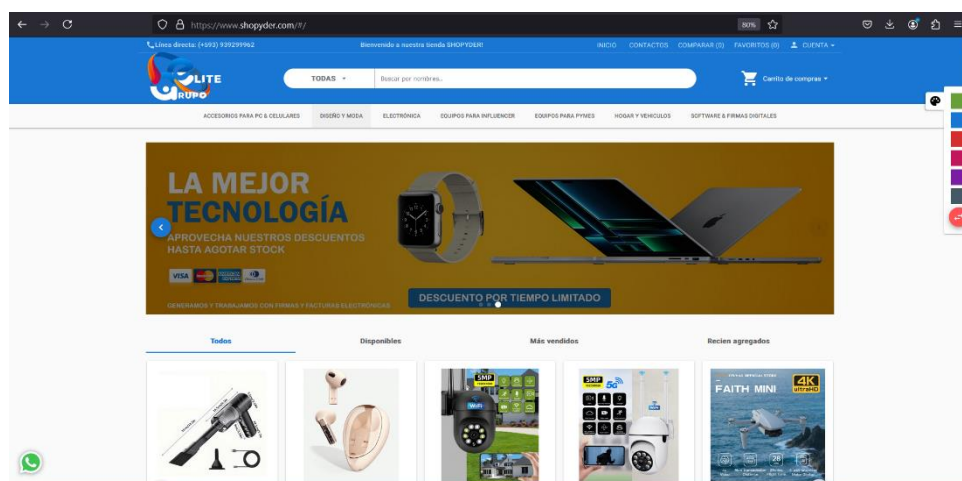 https://www.shopyder.com/#/
80%
Línea directa: (+593) 939299962
Bienvenido a nuestra tienda SHOPYDER!
INICIO CONTACTOS COMPARAR (0) FAVORITOS (0) CUENTA
ELITE
GRUPO
TODAS
Buscar por nombres..
Carrito de compras
ACCESORIOS PARA PC & CELULARES DISEÑO Y MODA ELECTRÓNICA EQUIPOS PARA INFLUENCER EQUIPOS PARA PYMES HOGAR Y VEHICULOS SOFTWARE & FIRMAS DIGITALES
LA MEJOR
TECNOLOGÍA
APROVECHA NUESTROS DESCUENTOS
HASTA AGOTAR STOCK
VISA
GENERAMOS Y TRABAJAMOS CON FIRMAS Y FACTURAS ELECTRÓNICAS
DESCUENTO POR TIEMPO LIMITADO
Todos Disponibles Más vendidos Recien agregados
5MP
WiFi
5MP
5G
FAITH MINI
4K
ultraHD